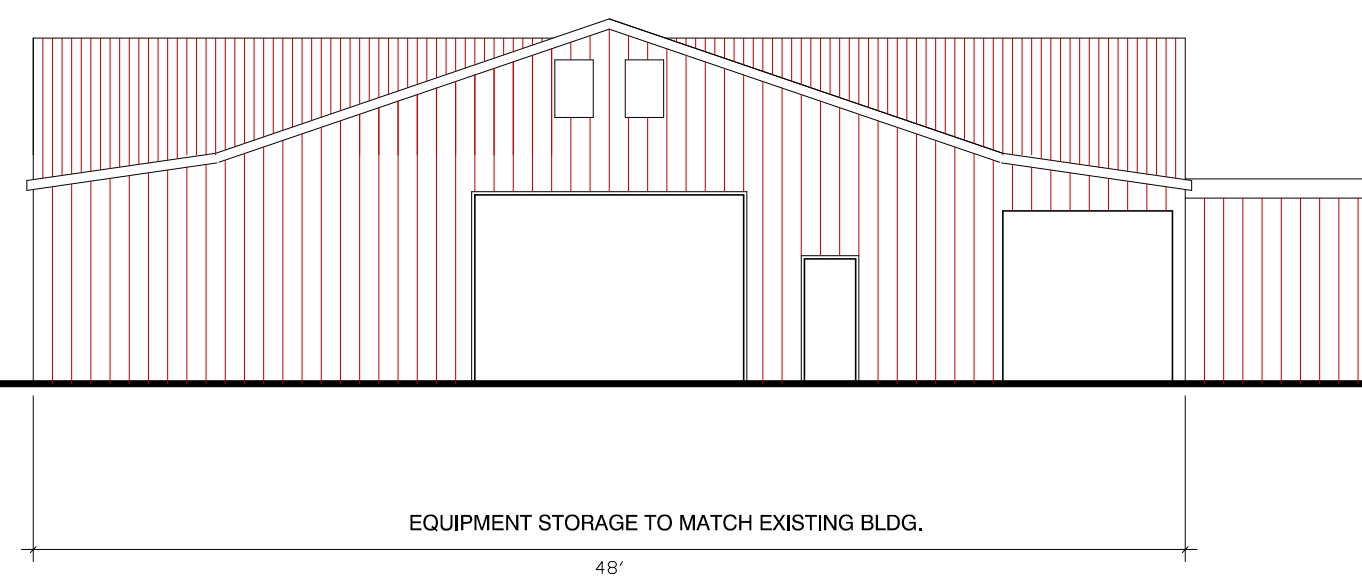 EQUIPMENT STORAGE TO MATCH EXISTING BLDG.
48′